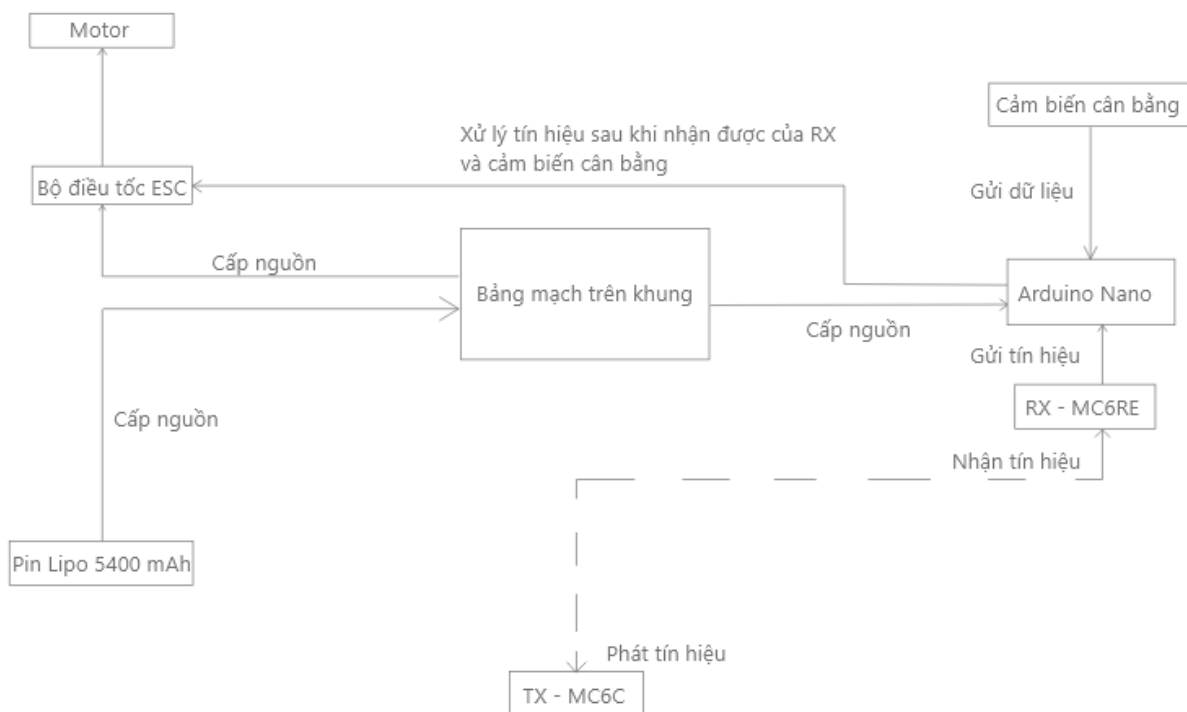 Motor
Cảm biến cân bằng
Xử lý tín hiệu sau khi nhận được của RX
và cảm biến cân bằng
Bộ điều tốc ESC
Gửi dữ liệu
Cấp nguồn
Bảng mạch trên khung
Arduino Nano
Cấp nguồn
Gửi tín hiệu
RX - MC6RE
Cấp nguồn
Nhận tín hiệu
Pin Lipo 5400 mAh
Phát tín hiệu
TX - MC6C